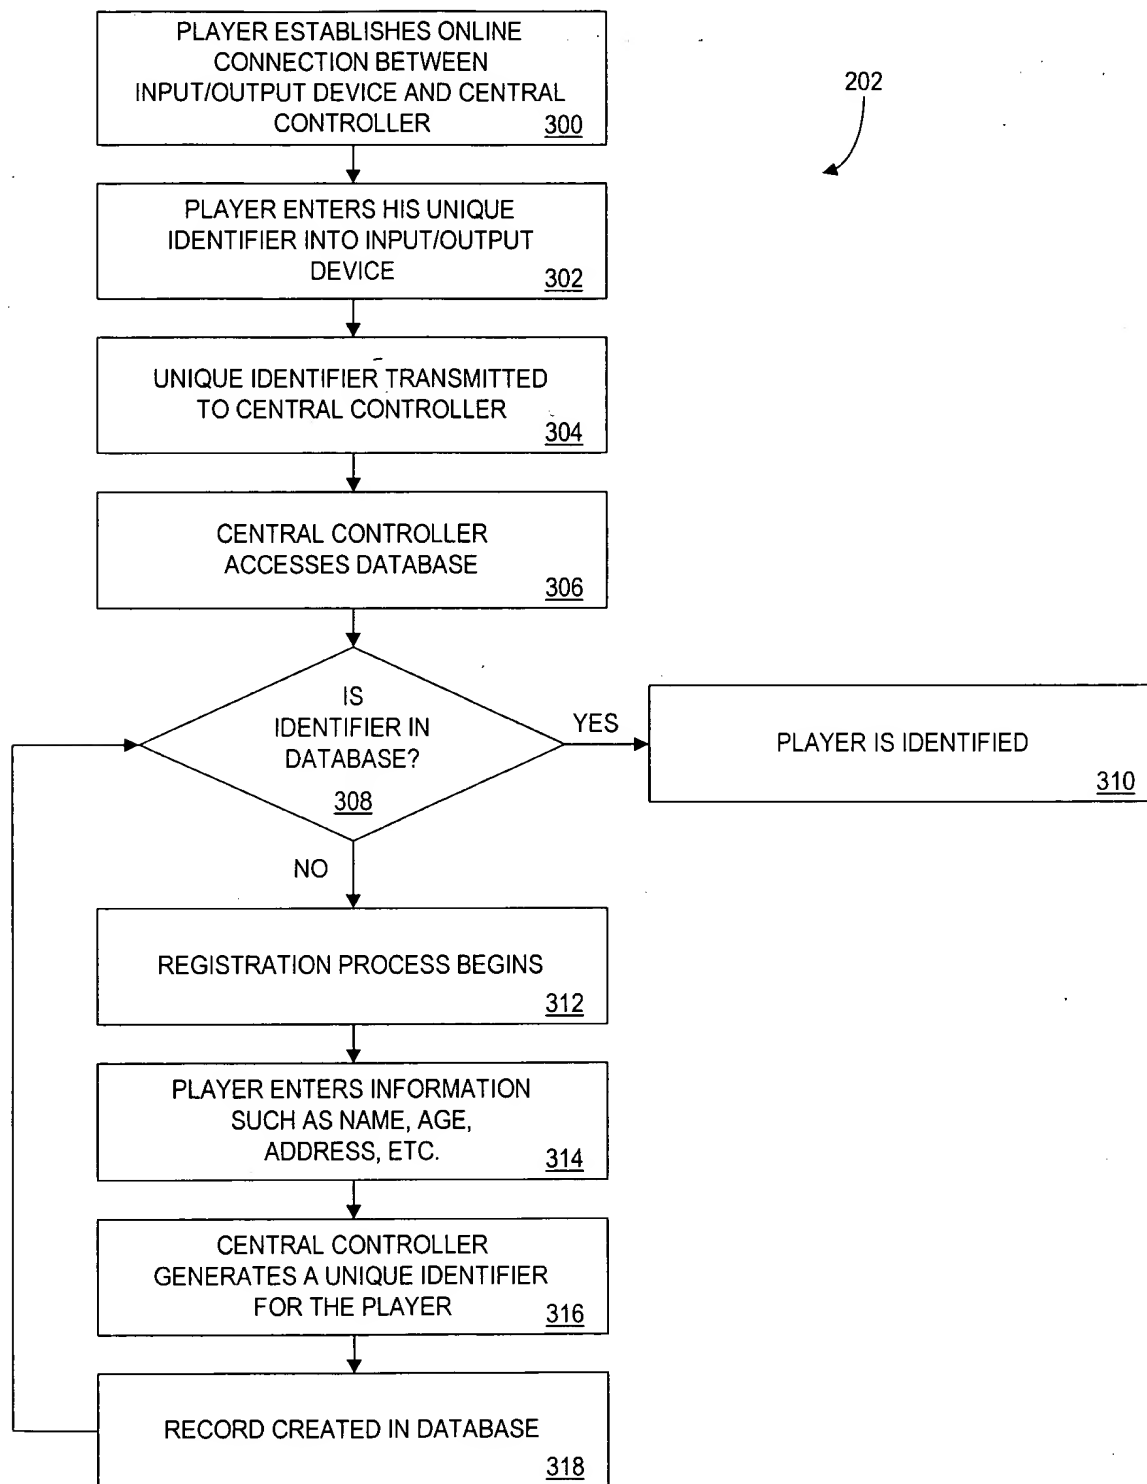 PLAYER ESTABLISHES ONLINE
CONNECTION BETWEEN
INPUT/OUTPUT DEVICE AND CENTRAL
CONTROLLER
300
202
PLAYER ENTERS HIS UNIQUE
IDENTIFIER INTO INPUT/OUTPUT
DEVICE
302
UNIQUE IDENTIFIER TRANSMITTED
TO CENTRAL CONTROLLER
304
CENTRAL CONTROLLER
ACCESSES DATABASE
306
IS
IDENTIFIER IN
DATABASE?
308
YES
PLAYER IS IDENTIFIED
310
NO
REGISTRATION PROCESS BEGINS
312
PLAYER ENTERS INFORMATION
SUCH AS NAME, AGE,
ADDRESS, ETC.
314
CENTRAL CONTROLLER
GENERATES A UNIQUE IDENTIFIER
FOR THE PLAYER
316
RECORD CREATED IN DATABASE
318